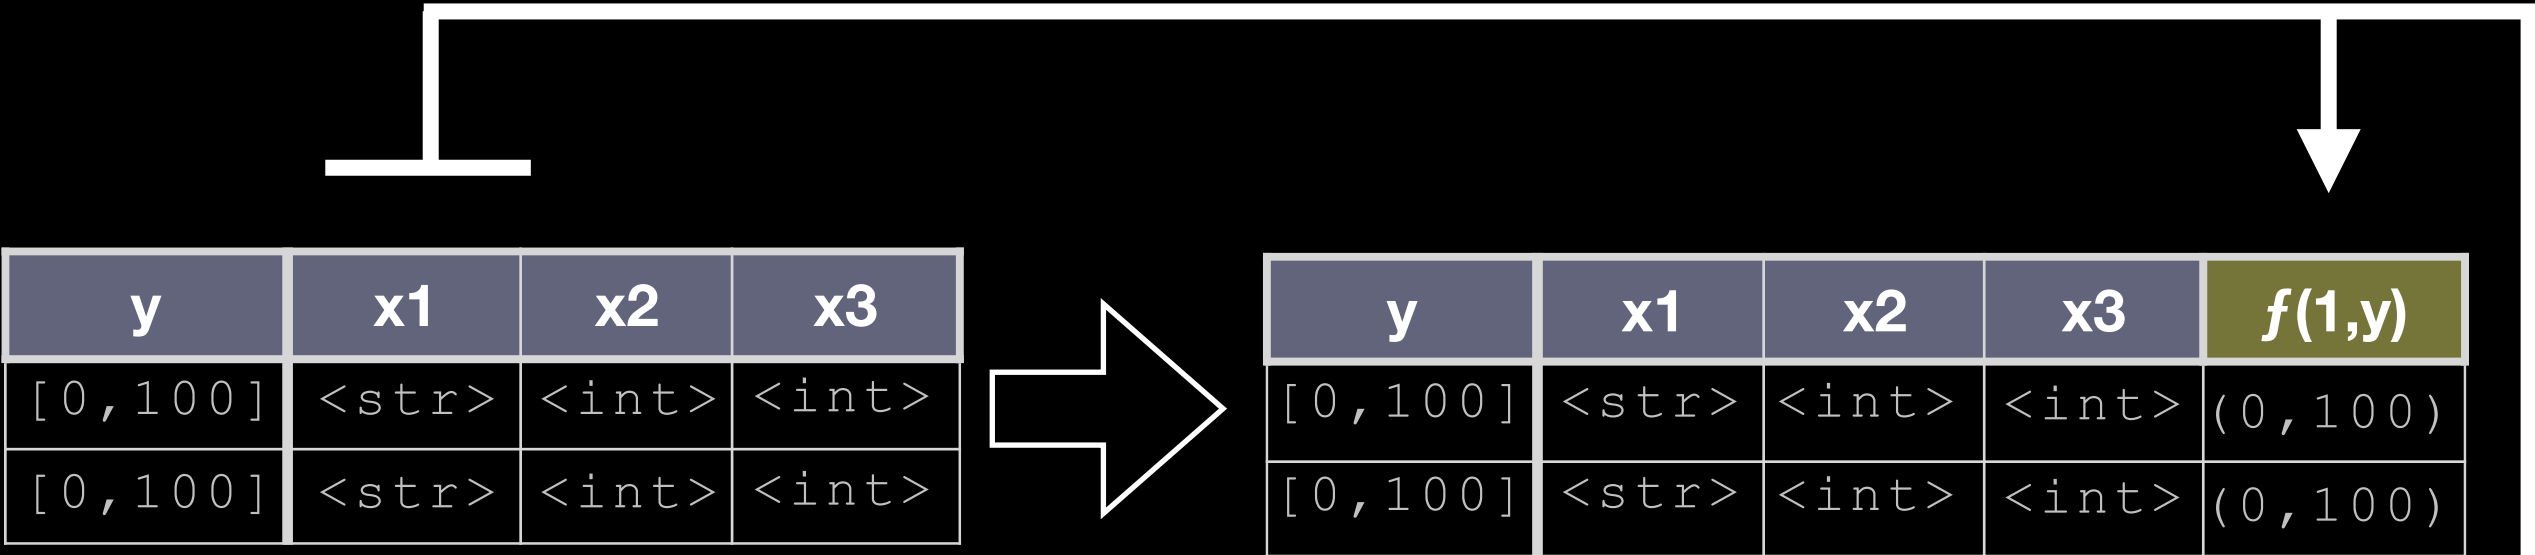 y x1 x2 x3
[0,100] <str> <int> <int>
[0,100] <str> <int> <int>
y x1 x2 x3 ƒ(1,y)
[0,100] <str> <int> <int> (0,100)
[0,100] <str> <int> <int> (0,100)